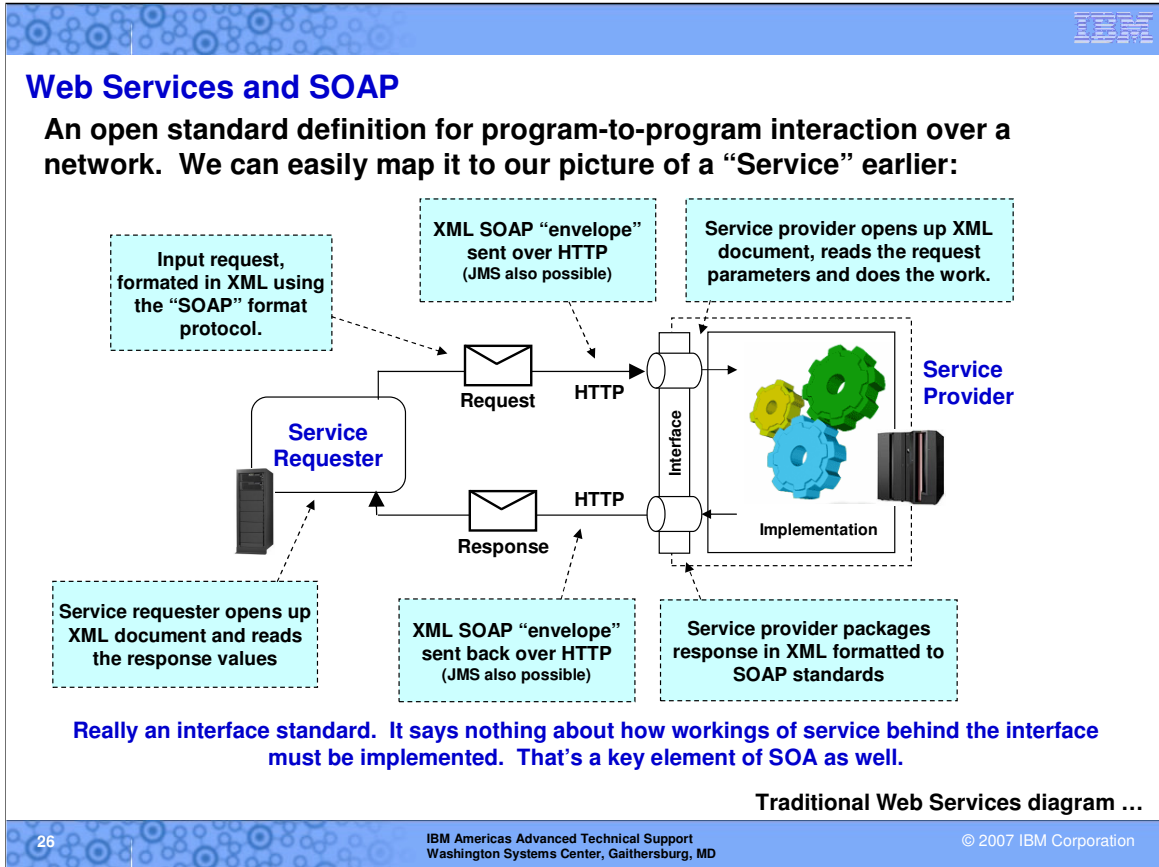 IBM
Web Services and SOAP
An open standard definition for program-to-program interaction over a
network. We can easily map it to our picture of a “Service” earlier:
Input request,
formated in XML using
the “SOAP” format
protocol.
XML SOAP “envelope”
sent over HTTP
(JMS also possible)
Service provider opens up XML
document, reads the request
parameters and does the work.
Request
HTTP
Service
Provider
Service
Requester
Interface
Implementation
HTTP
Response
Service requester opens up
XML document and reads
the response values
XML SOAP “envelope”
sent back over HTTP
(JMS also possible)
Service provider packages
response in XML formatted to
SOAP standards
Really an interface standard. It says nothing about how workings of service behind the interface
must be implemented. That’s a key element of SOA as well.
Traditional Web Services diagram …
26
IBM Americas Advanced Technical Support
Washington Systems Center, Gaithersburg, MD
© 2007 IBM Corporation